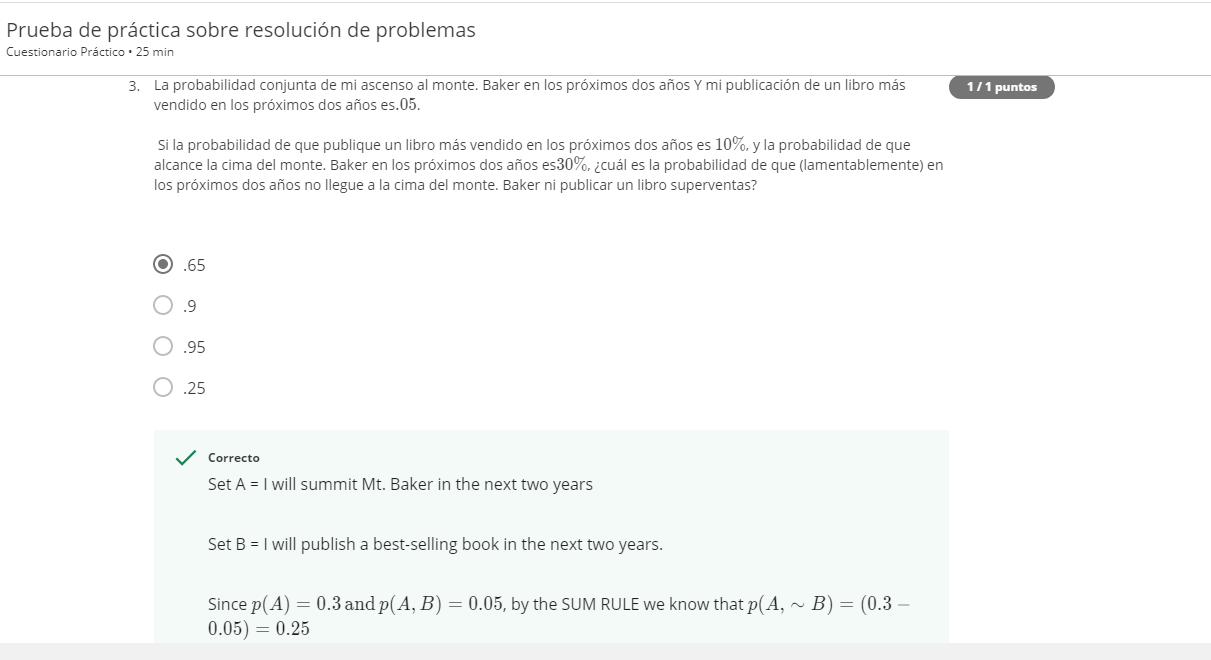 Prueba de práctica sobre resolución de problemas
Cuestionario Práctico • 25 min
3. La probabilidad conjunta de mi ascenso al monte. Baker en los próximos dos años Y mi publicación de un libro más
1 / 1 puntos
vendido en los próximos dos años es.05.
Si la probabilidad de que publique un libro más vendido en los próximos dos años es 10%, y la probabilidad de que
alcance la cima del monte. Baker en los próximos dos años es30%, ¿cuál es la probabilidad de que (lamentablemente) en
los próximos dos años no llegue a la cima del monte. Baker ni publicar un libro superventas?
.65
.9
.95
.25
Correcto
Set A = I will summit Mt. Baker in the next two years
Set B = I will publish a best-selling book in the next two years.
Since p(A) = 0.3 and p(A, B) = 0.05, by the SUM RULE we know that p(A, ∼ B) = (0.3 −
0.05) = 0.25